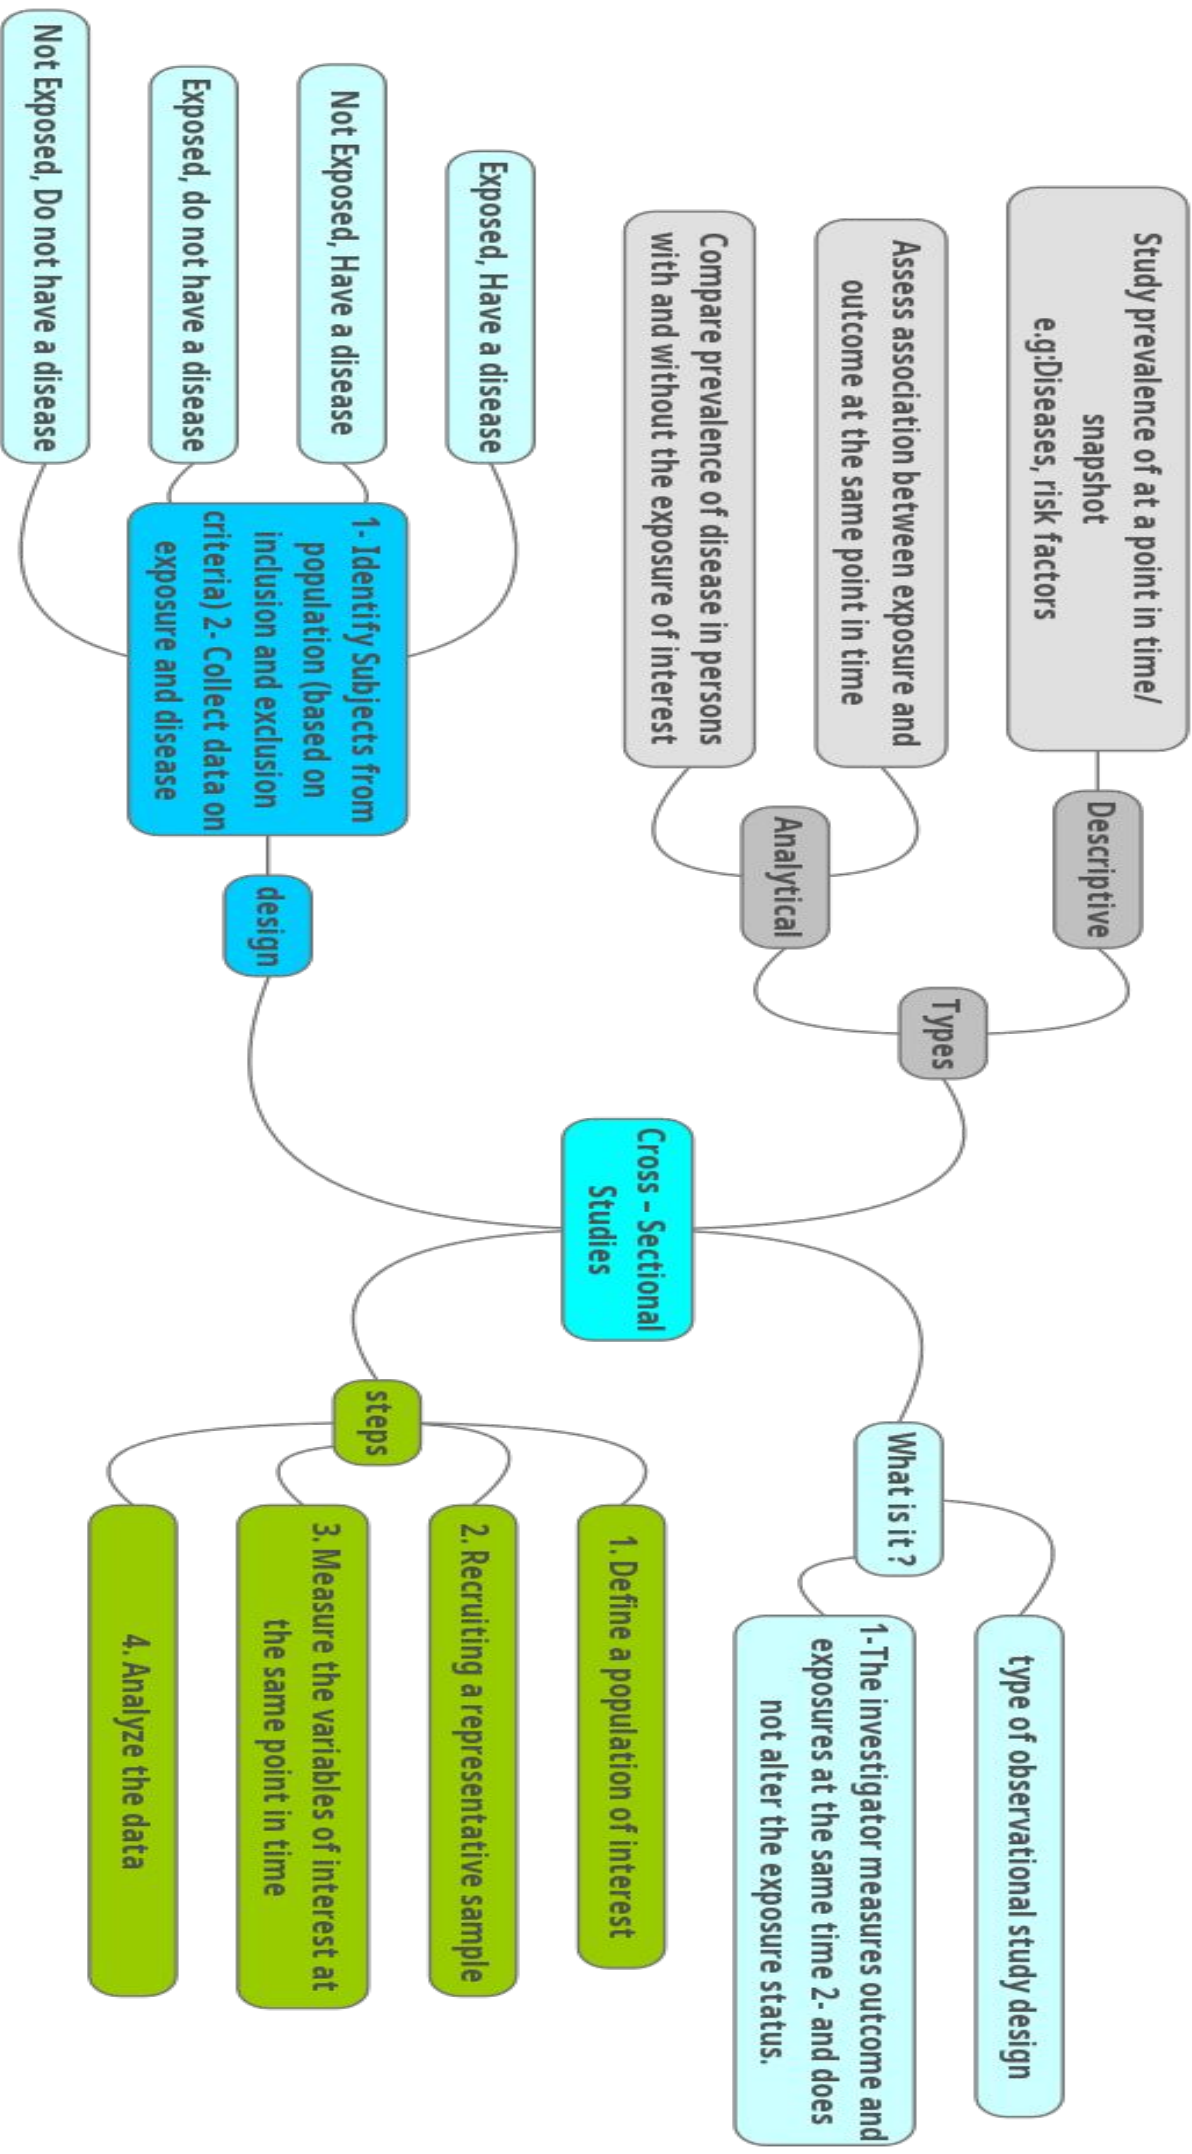 Cross – Sectional
Studies
What is it ?
type of observational study design
1-The investigator measures outcome and
exposures at the same time 2- and does
not alter the exposure status.
steps
1. Define a population of interest
2. Recruiting a representative sample
3. Measure the variables of interest at
the same point in time
4. Analyze the data
Types
Descriptive
Study prevalence of at a point in time/
snapshot
e.g:Diseases, risk factors
Analytical
Assess association between exposure and
outcome at the same point in time
Compare prevalence of disease in persons
with and without the exposure of interest
design
1- Identify Subjects from
population (based on
inclusion and exclusion
criteria) 2- Collect data on
exposure and disease
Exposed, Have a disease
Not Exposed, Have a disease
Exposed, do not have a disease
Not Exposed, Do not have a disease